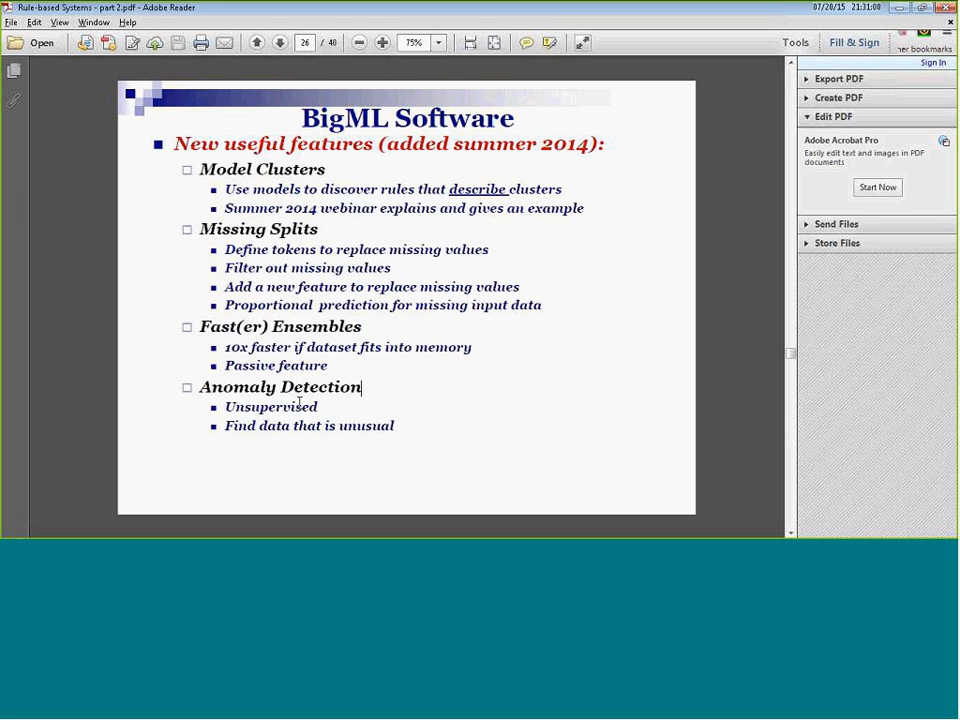 Rule-based Systems - part 2.pdf - Adobe Reader
07/20/15 21:31:00
File Edit View Window Help
Open
26 / 40
75%
Tools
Fill & Sign
ner bookmarks
Sign In
Export PDF
Create PDF
Edit PDF
Adobe Acrobat Pro
Easily edit text and images in PDF
documents
Start Now
Send Files
Store Files
BigML Software
New useful features (added summer 2014):
Model Clusters
Use models to discover rules that describe clusters
Summer 2014 webinar explains and gives an example
Missing Splits
Define tokens to replace missing values
Filter out missing values
Add a new feature to replace missing values
Proportional prediction for missing input data
Fast(er) Ensembles
10x faster if dataset fits into memory
Passive feature
Anomaly Detection
Unsupervised
Find data that is unusual